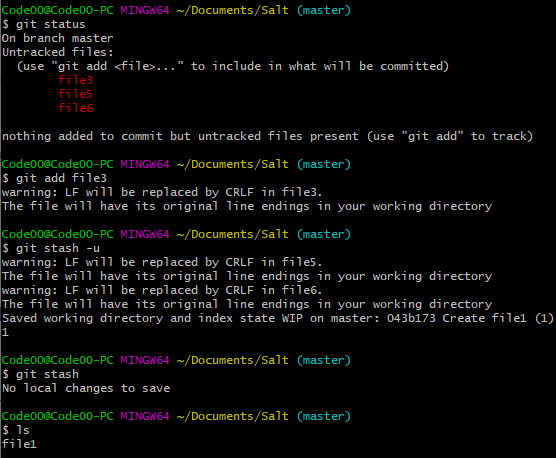 Code00@Code00-PC MINGW64 ~/Documents/Salt (master)
$ git status
On branch master
Untracked files:
  (use "git add <file>..." to include in what will be committed)
        file3
        file5
        file6

nothing added to commit but untracked files present (use "git add" to track)

Code00@Code00-PC MINGW64 ~/Documents/Salt (master)
$ git add file3
warning: LF will be replaced by CRLF in file3.
The file will have its original line endings in your working directory

Code00@Code00-PC MINGW64 ~/Documents/Salt (master)
$ git stash -u
warning: LF will be replaced by CRLF in file5.
The file will have its original line endings in your working directory
warning: LF will be replaced by CRLF in file6.
The file will have its original line endings in your working directory
Saved working directory and index state WIP on master: 043b173 Create file1 (1)
1

Code00@Code00-PC MINGW64 ~/Documents/Salt (master)
$ git stash
No local changes to save

Code00@Code00-PC MINGW64 ~/Documents/Salt (master)
$ ls
file1